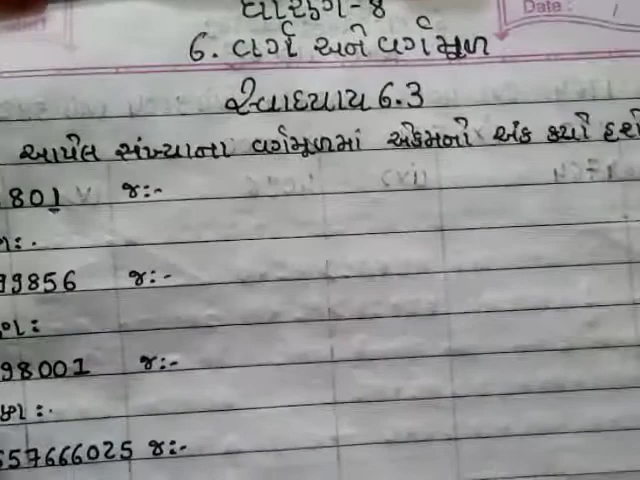 ધોરણ-૪ Date : /
6. વર્ગ અને વર્ગમૂળ
સ્વાધ્યાય 6.3
આપેલ સંખ્યાના વર્ગમૂળમાં એકમનો અંક કયો હશે
801 જ:-
99856 જ:-
98001 જ:-
657666025 જ:-